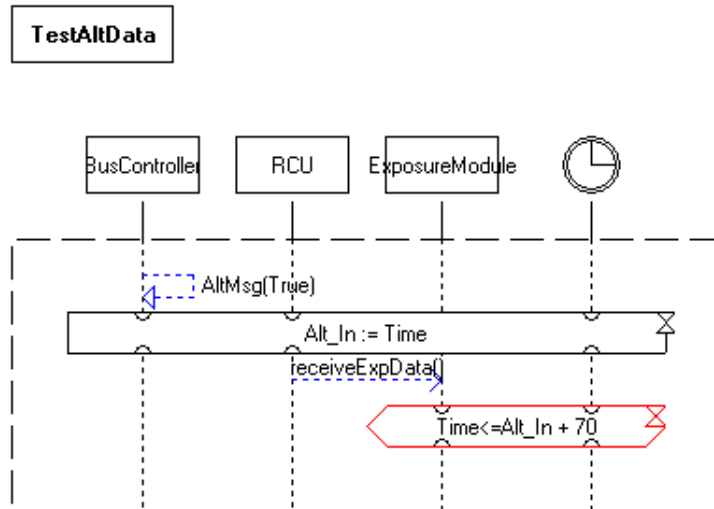 TestAltData
BusController
RCU
ExposureModule
AltMsg(True)
Alt_In := Time
receiveExpData()
Time<=Alt_In + 70